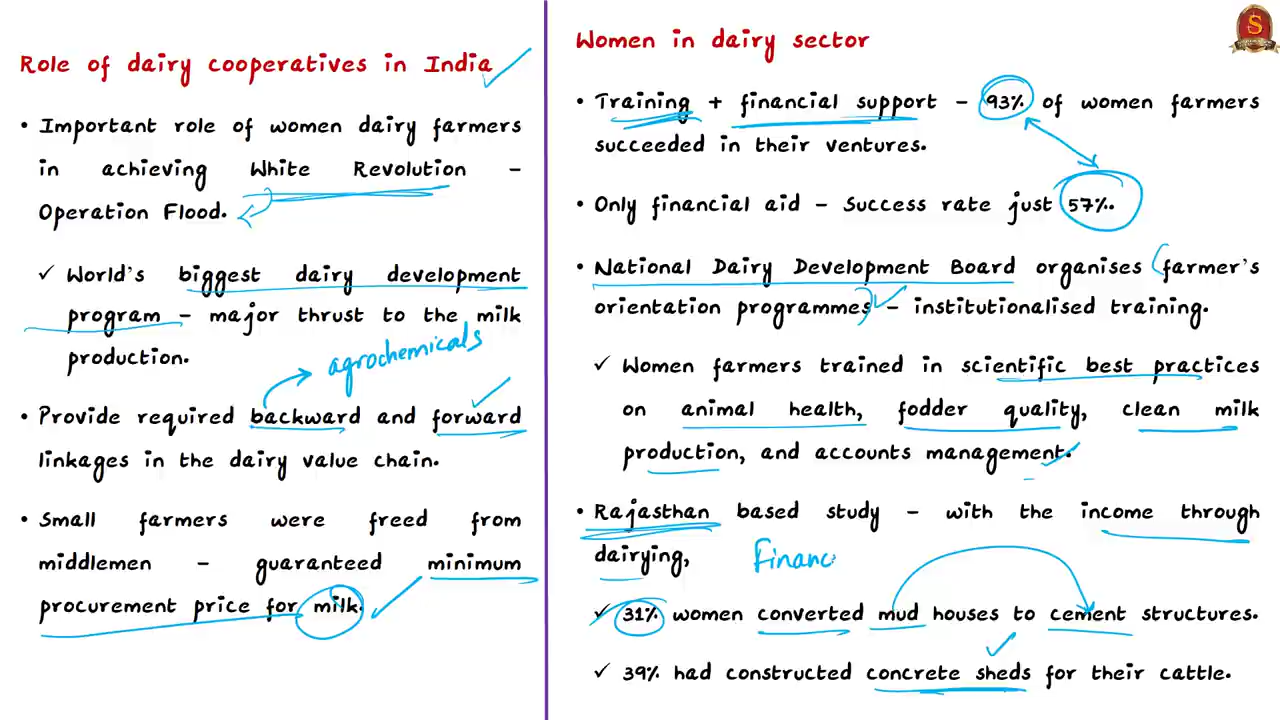 Role of dairy cooperatives in India
• Important role of women dairy farmers
in achieving White Revolution –
Operation Flood.
✓ World's biggest dairy development
program – major thrust to the milk
production.
agrochemicals
• Provide required backward and forward
linkages in the dairy value chain.
• Small farmers were freed from
middlemen – guaranteed minimum
procurement price for milk.
Women in dairy sector
S
• Training + financial support – 93% of women farmers
succeeded in their ventures.
• Only financial aid – Success rate just 57%.
• National Dairy Development Board organises farmer's
orientation programmes – institutionalised training.
✓ Women farmers trained in scientific best practices
on animal health, fodder quality, clean milk
production, and accounts management.
• Rajasthan based study – with the income through
dairying,
Financ
✓ 31% women converted mud houses to cement structures.
✓ 39% had constructed concrete sheds for their cattle.